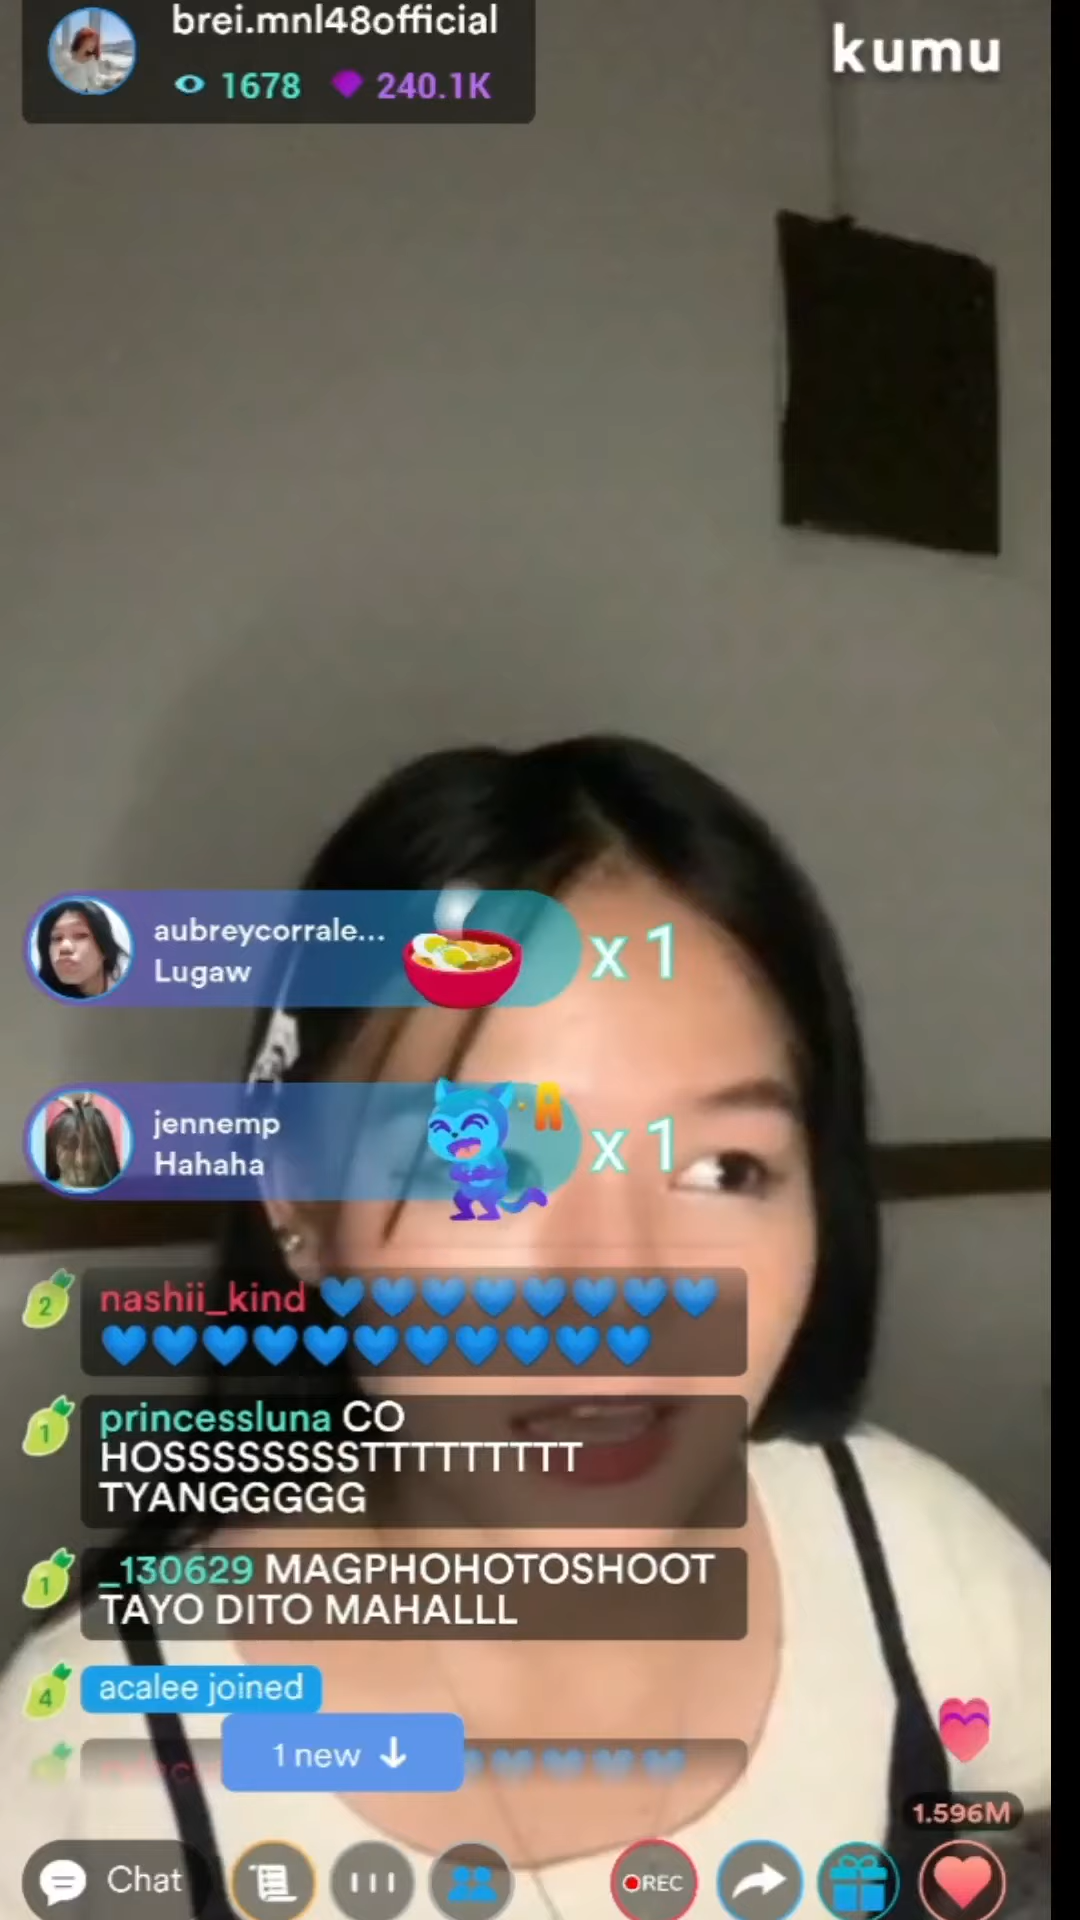 brei.mnl48official
kumu
1678 240.1K
aubreycorrale...
Lugaw
x 1
jennemp
Hahaha
x 1
2 nashii_kind 💙💙💙💙💙💙💙💙
💙💙💙💙💙💙💙💙💙💙💙
1 princessluna CO
HOSSSSSSSSTTTTTTTTT
TYANGGGGG
1 _130629 MAGPHOHOTOSHOOT
TAYO DITO MAHALLL
4 acalee joined
1 new ↓
1.596M
Chat
REC